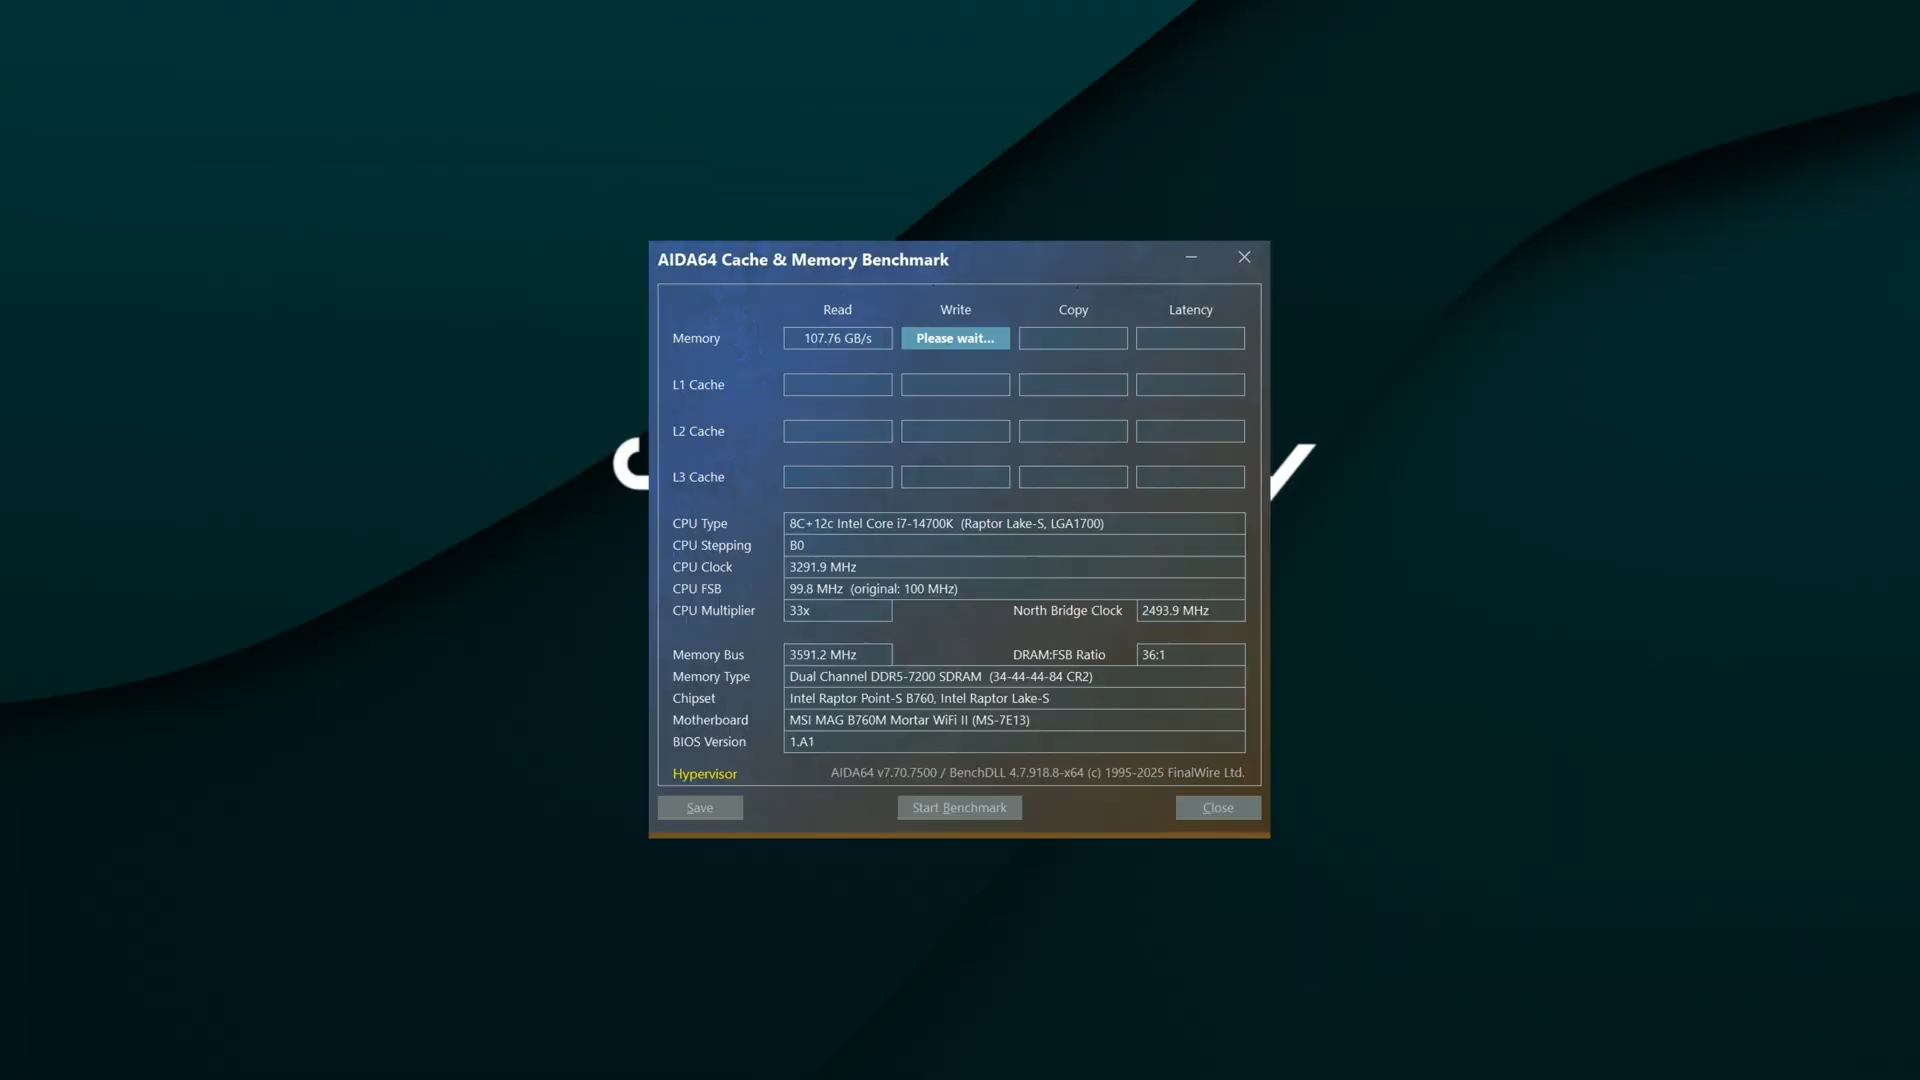 AIDA64 Cache & Memory Benchmark
Read Write Copy Latency
Memory 107.76 GB/s Please wait...
L1 Cache
L2 Cache
L3 Cache
CPU Type 8C+12c Intel Core i7-14700K (Raptor Lake-S, LGA1700)
CPU Stepping B0
CPU Clock 3291.9 MHz
CPU FSB 99.8 MHz (original: 100 MHz)
CPU Multiplier 33x North Bridge Clock 2493.9 MHz
Memory Bus 3591.2 MHz DRAM:FSB Ratio 36:1
Memory Type Dual Channel DDR5-7200 SDRAM (34-44-44-84 CR2)
Chipset Intel Raptor Point-S B760, Intel Raptor Lake-S
Motherboard MSI MAG B760M Mortar WiFi II (MS-7E13)
BIOS Version 1.A1
Hypervisor AIDA64 v7.70.7500 / BenchDLL 4.7.918.8-x64 (c) 1995-2025 FinalWire Ltd.
Save Start Benchmark Close